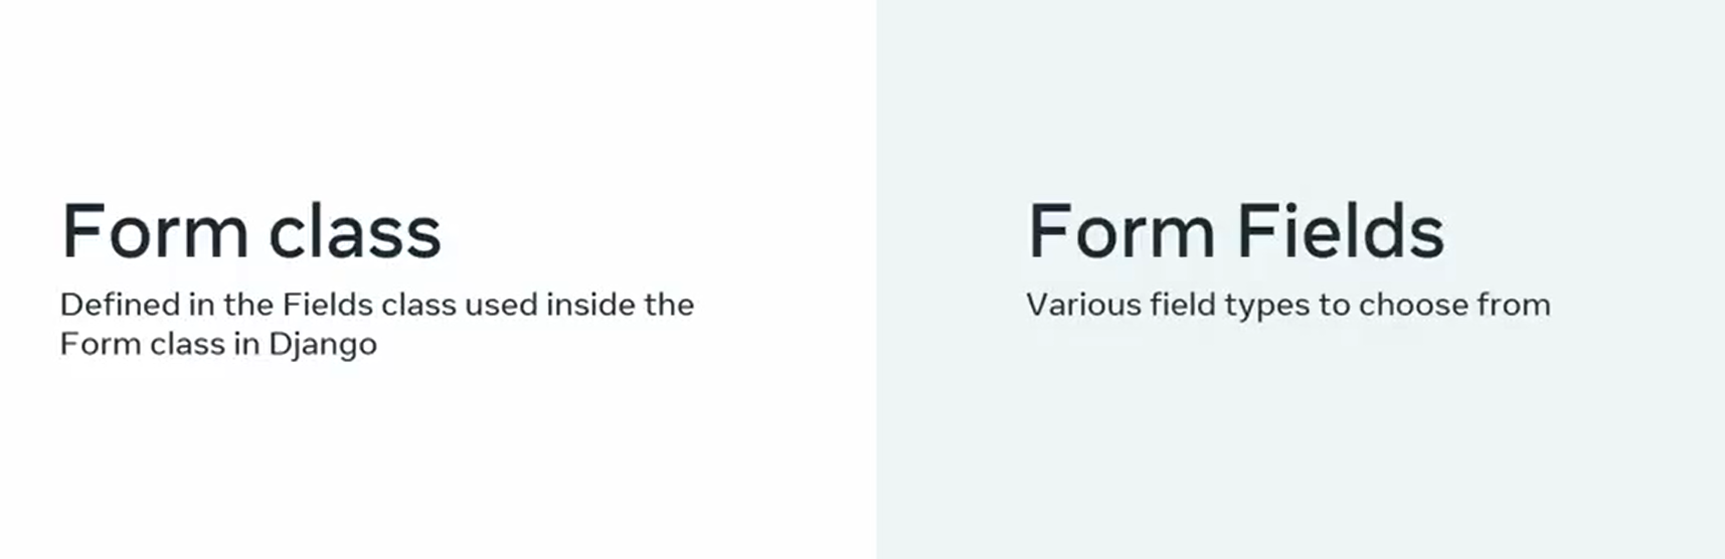 Form class
Defined in the Fields class used inside the
Form class in Django
Form Fields
Various field types to choose from